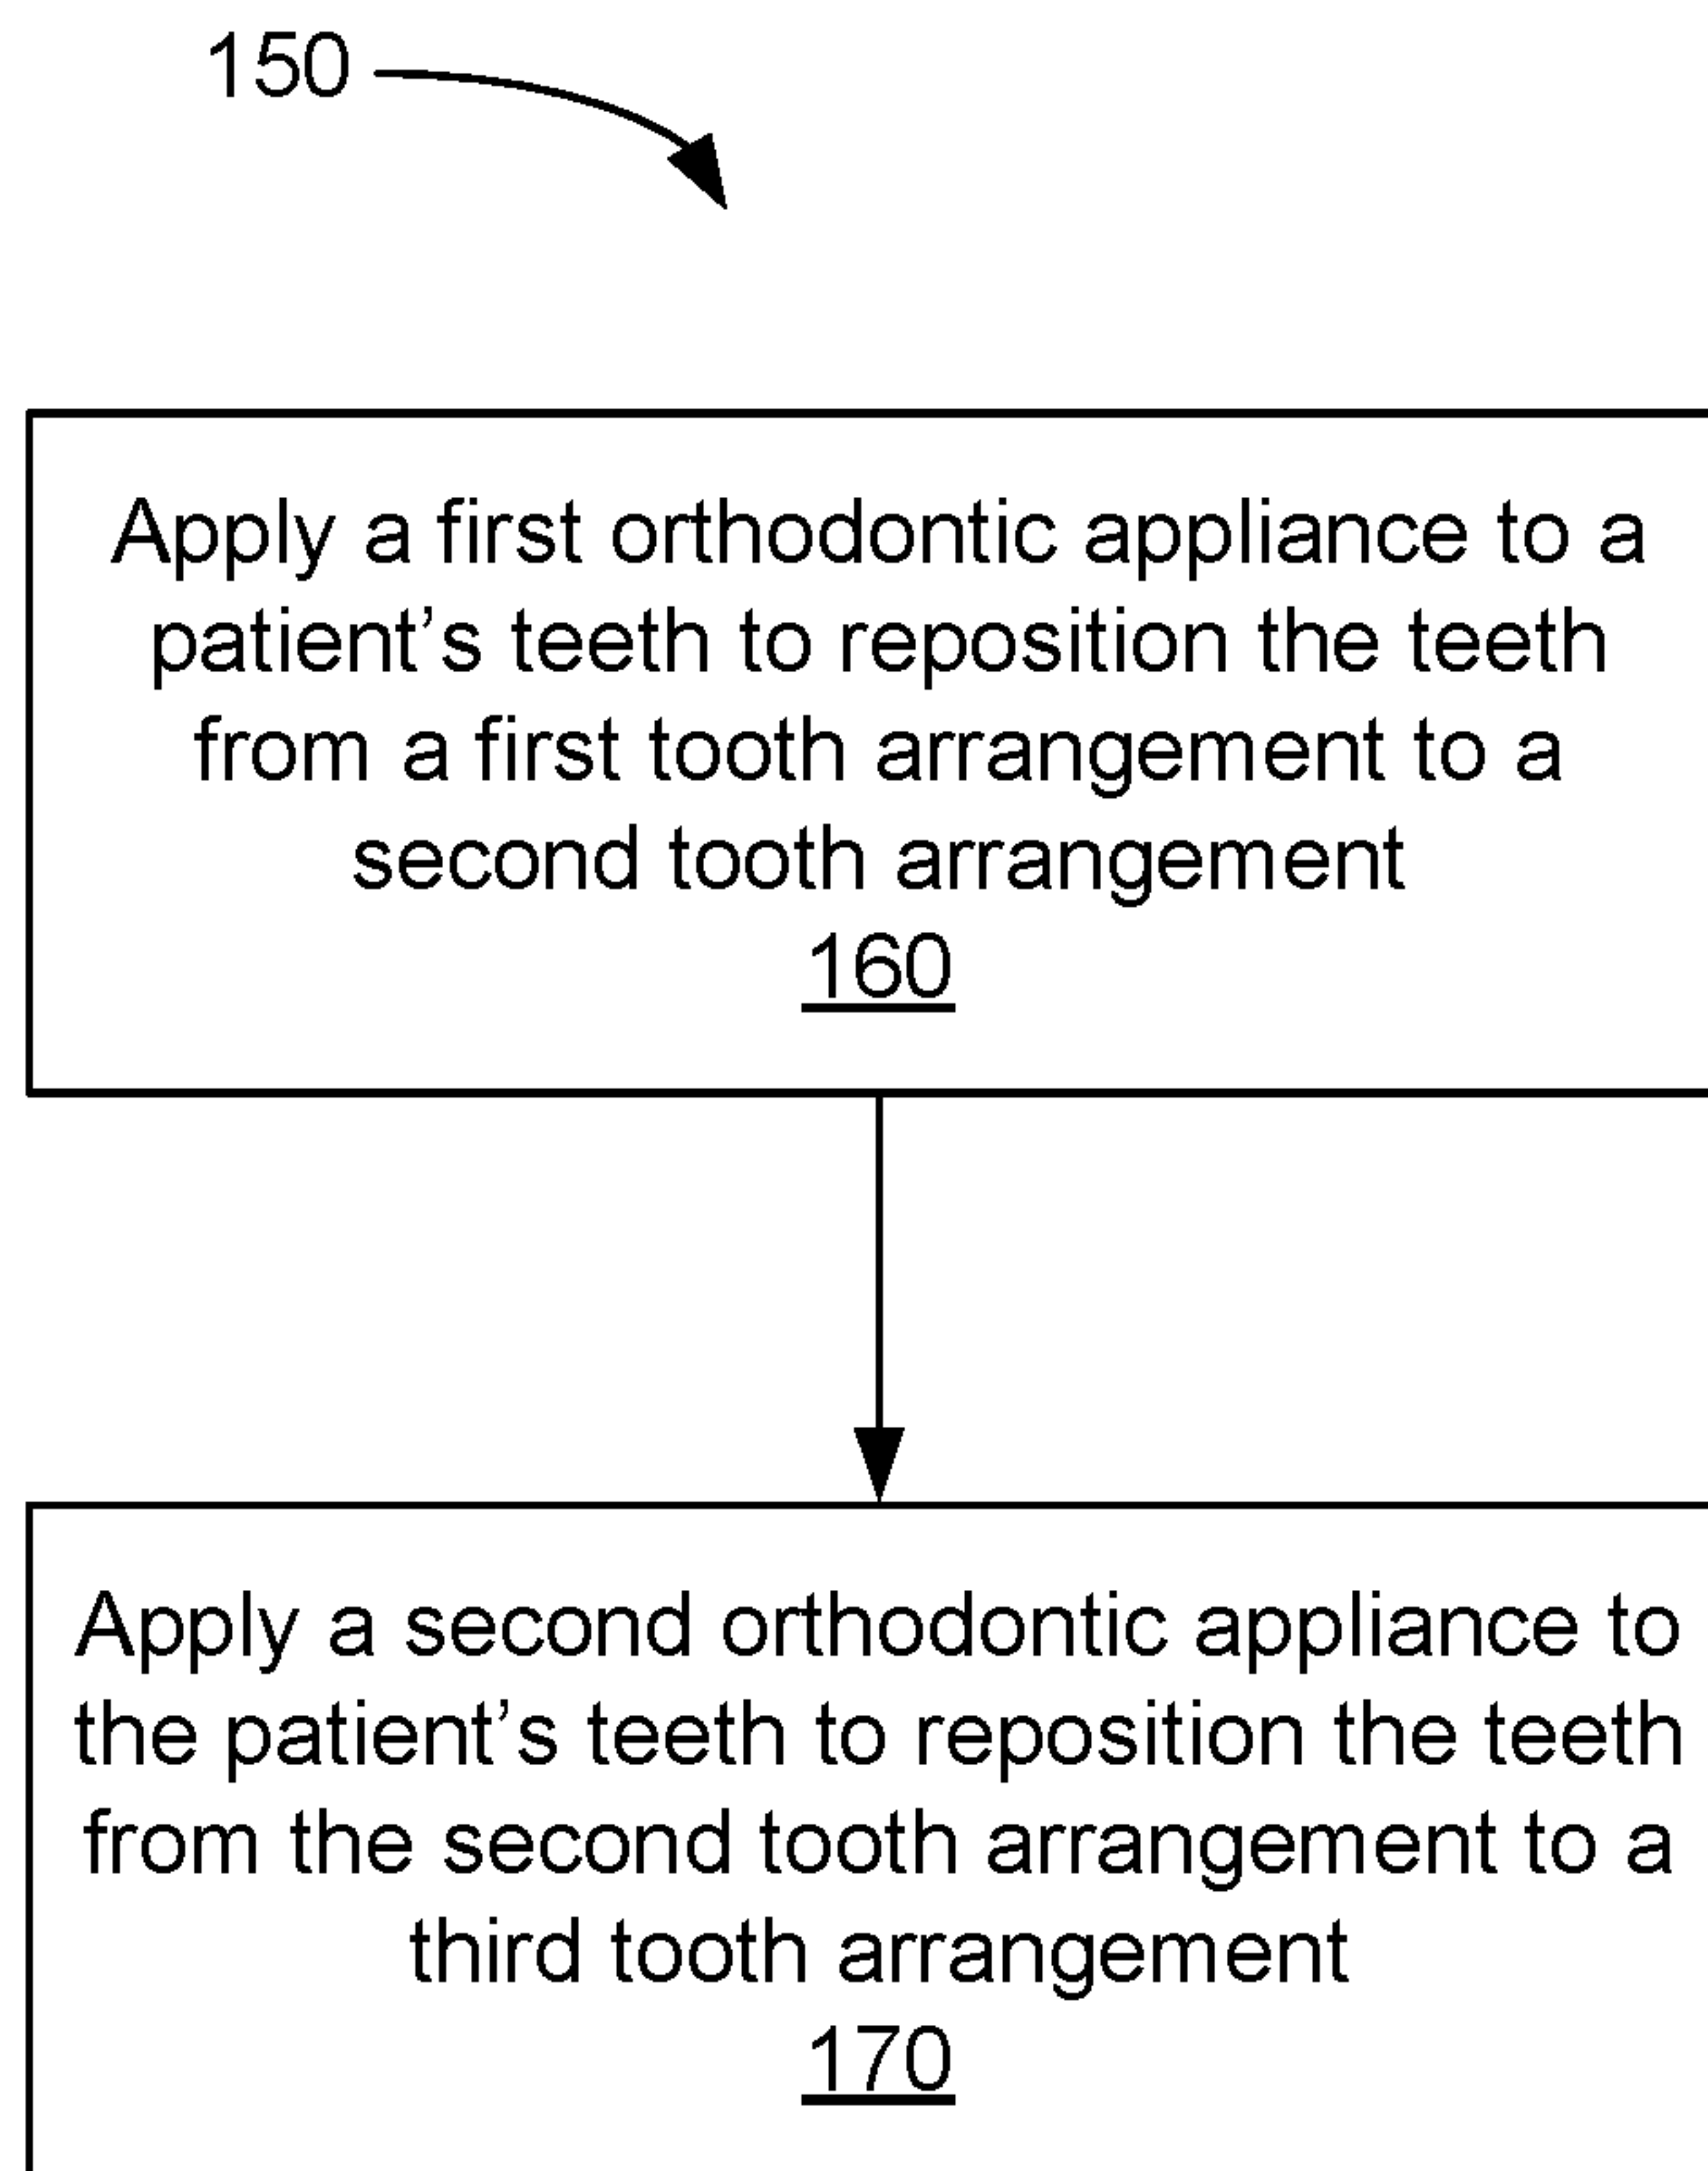 150
Apply a first orthodontic appliance to a
patient’s teeth to reposition the teeth
from a first tooth arrangement to a
second tooth arrangement
160
Apply a second orthodontic appliance to
the patient’s teeth to reposition the teeth
from the second tooth arrangement to a
third tooth arrangement
170